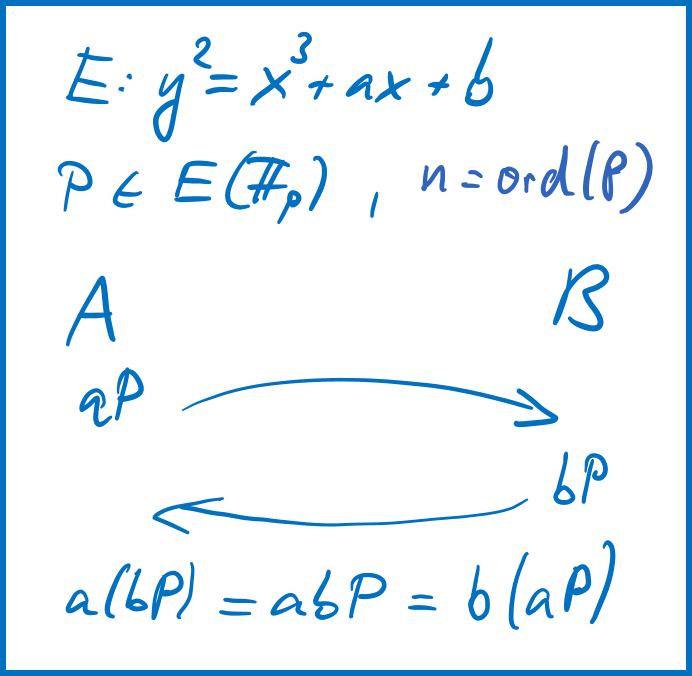 E: y² = x³ + ax + b
P ∈ E(𝔽ₚ) , n = ord(P)
A B
aP
bP
a(bP) = abP = b(aP)